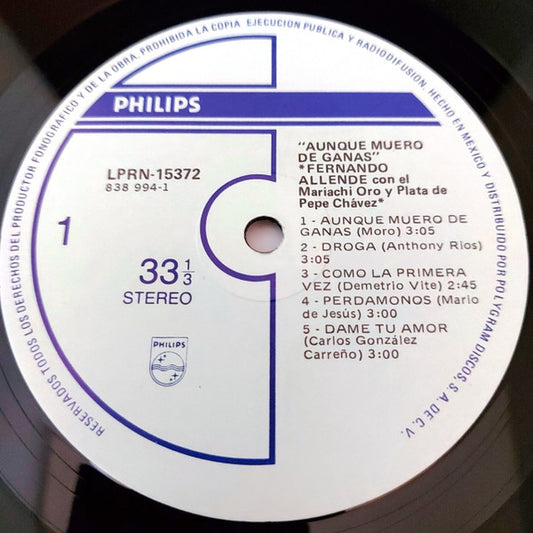 RESERVADOS TODOS LOS DERECHOS DEL PRODUCTOR FONOGRAFICO Y DE LA OBRA. PROHIBIDA LA COPIA EJECUCION PUBLICA Y RADIODIFUSION. HECHO EN MEXICO Y DISTRIBUIDO POR POLYGRAM DISCOS, S. A. DE C. V.
PHILIPS
LPRN-15372
838 994-1
1
33 1/3
STEREO
PHILIPS
"AUNQUE MUERO
DE GANAS"
*FERNANDO
ALLENDE con el
Mariachi Oro y Plata de
Pepe Chávez*
1 - AUNQUE MUERO DE
GANAS (Moro) 3:05
2 - DROGA (Anthony Rios)
3:05
3 - COMO LA PRIMERA
VEZ (Demetrio Vite) 2:45
4 - PERDAMONOS (Mario
de Jesús) 3:00
5 - DAME TU AMOR
(Carlos González
Carreño) 3:00